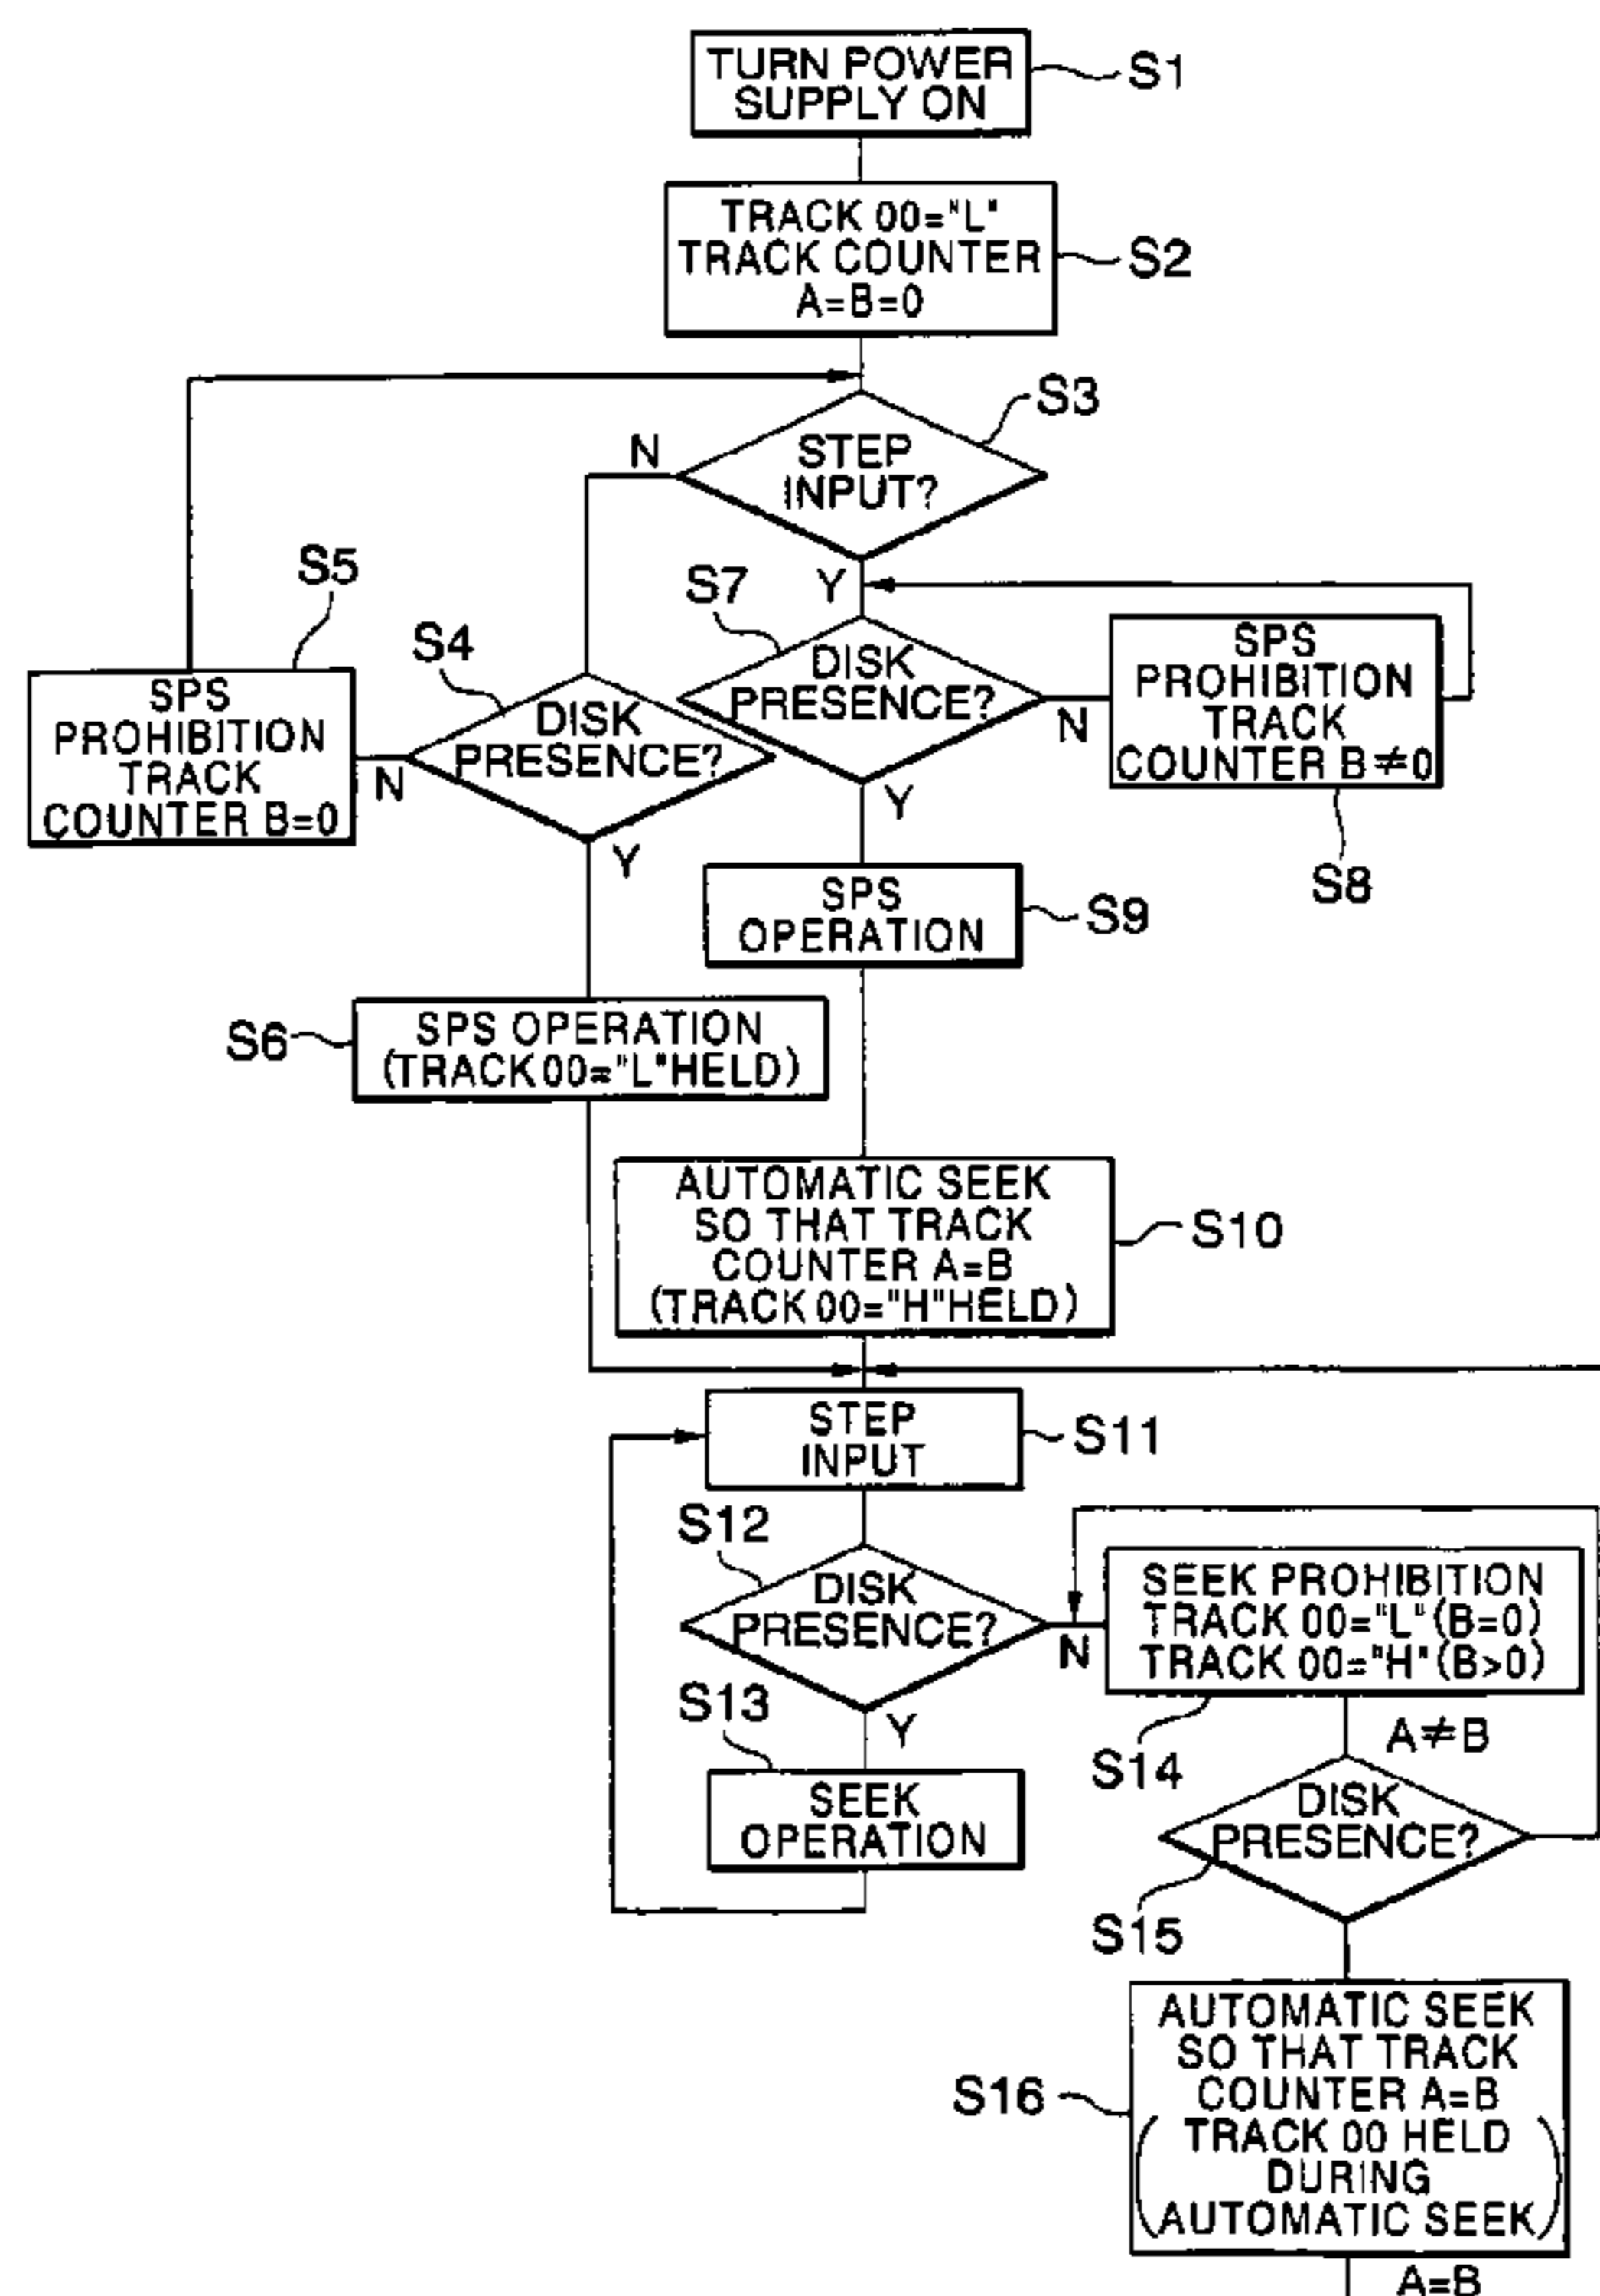 TURN POWER
SUPPLY ON
S1
TRACK 00="L"
TRACK COUNTER
A=B=0
S2
S3
STEP
INPUT?
N
Y
S5
SPS
PROHIBITION
TRACK
COUNTER B=0
S4
DISK
PRESENCE?
N
Y
S7
DISK
PRESENCE?
N
Y
SPS
PROHIBITION
TRACK
COUNTER B≠0
S8
SPS
OPERATION
S9
S6
SPS OPERATION
(TRACK 00="L"HELD)
AUTOMATIC SEEK
SO THAT TRACK
COUNTER A=B
(TRACK 00="H"HELD)
S10
STEP
INPUT
S11
S12
DISK
PRESENCE?
N
Y
SEEK PROHIBITION
TRACK 00="L"(B=0)
TRACK 00="H"(B>0)
S14
A≠B
S13
SEEK
OPERATION
DISK
PRESENCE?
S15
AUTOMATIC SEEK
SO THAT TRACK
COUNTER A=B
(TRACK 00 HELD
DURING
AUTOMATIC SEEK)
S16
A=B